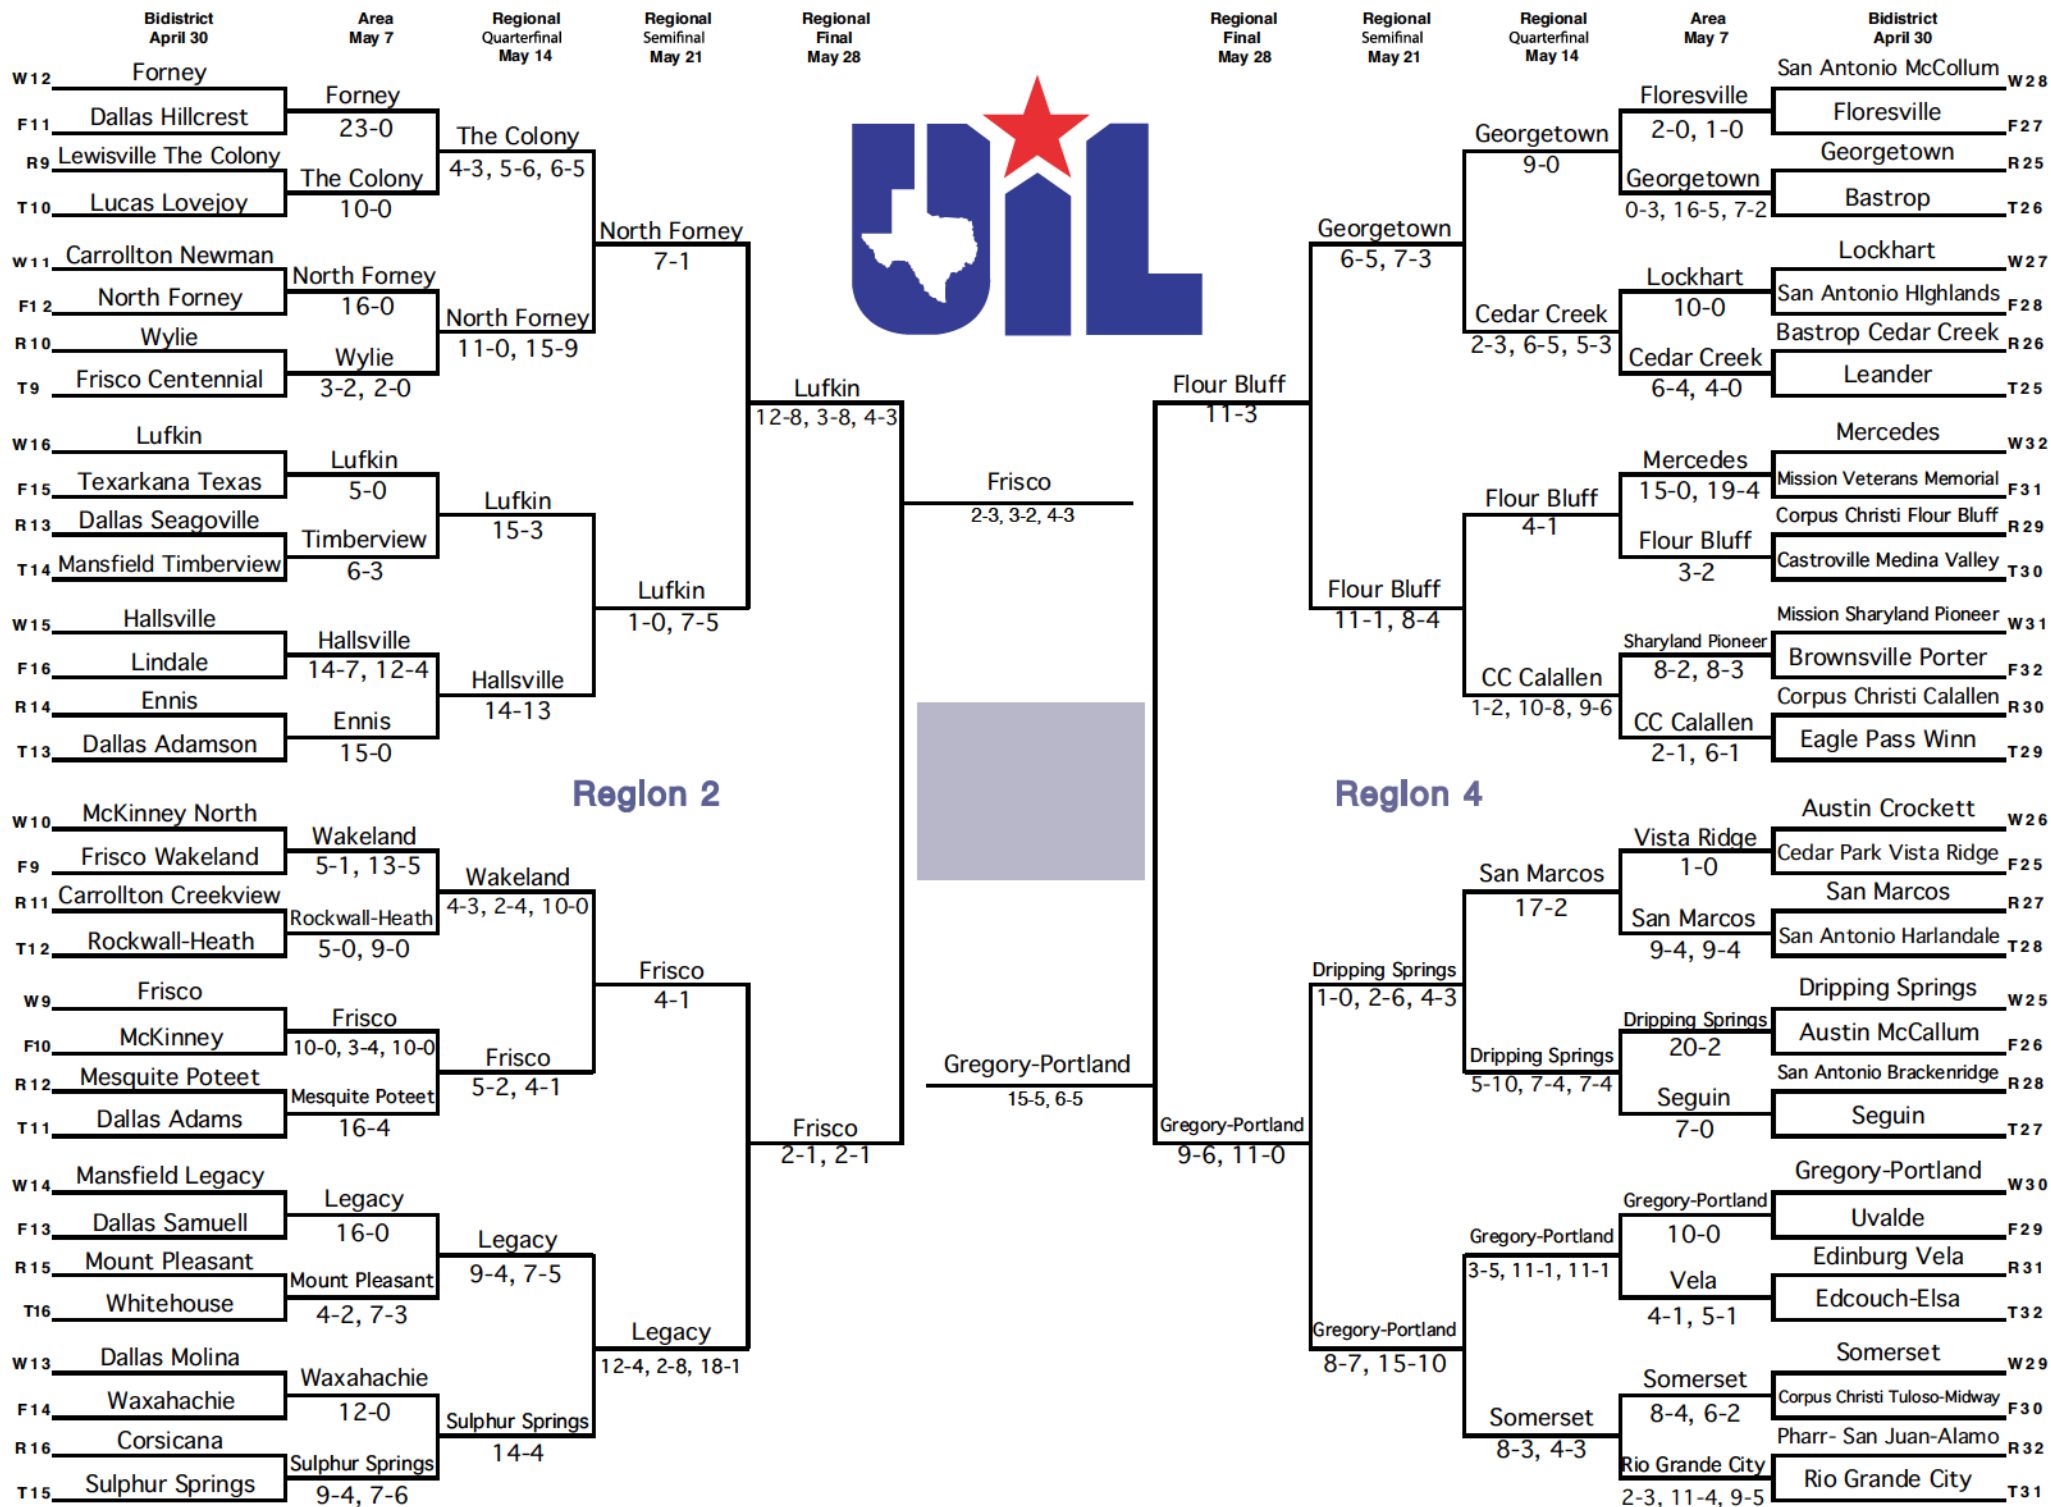 Bidistrict
April 30
Area
May 7
Regional
Quarterfinal
May 14
Regional
Semifinal
May 21
Regional
Final
May 28
Regional
Final
May 28
Regional
Semifinal
May 21
Regional
Quarterfinal
May 14
Area
May 7
Bidistrict
April 30
UIL
W12 Forney
F11 Dallas Hillcrest
R9 Lewisville The Colony
T10 Lucas Lovejoy
W11 Carrollton Newman
F12 North Forney
R10 Wylie
T9 Frisco Centennial
W16 Lufkin
F15 Texarkana Texas
R13 Dallas Seagoville
T14 Mansfield Timberview
W15 Hallsville
F16 Lindale
R14 Ennis
T13 Dallas Adamson
W10 McKinney North
F9 Frisco Wakeland
R11 Carrollton Creekview
T12 Rockwall-Heath
W9 Frisco
F10 McKinney
R12 Mesquite Poteet
T11 Dallas Adams
W14 Mansfield Legacy
F13 Dallas Samuell
R15 Mount Pleasant
T16 Whitehouse
W13 Dallas Molina
F14 Waxahachie
R16 Corsicana
T15 Sulphur Springs
Forney
23-0
The Colony
10-0
North Forney
16-0
Wylie
3-2, 2-0
Lufkin
5-0
Timberview
6-3
Hallsville
14-7, 12-4
Ennis
15-0
Wakeland
5-1, 13-5
Rockwall-Heath
5-0, 9-0
Frisco
10-0, 3-4, 10-0
Mesquite Poteet
16-4
Legacy
16-0
Mount Pleasant
4-2, 7-3
Waxahachie
12-0
Sulphur Springs
9-4, 7-6
The Colony
4-3, 5-6, 6-5
North Forney
11-0, 15-9
Lufkin
15-3
Hallsville
14-13
Wakeland
4-3, 2-4, 10-0
Frisco
5-2, 4-1
Legacy
9-4, 7-5
Sulphur Springs
14-4
North Forney
7-1
Lufkin
1-0, 7-5
Region 2
Frisco
4-1
Legacy
12-4, 2-8, 18-1
Lufkin
12-8, 3-8, 4-3
Frisco
2-1, 2-1
Frisco
2-3, 3-2, 4-3
Gregory-Portland
15-5, 6-5
Flour Bluff
11-3
Gregory-Portland
9-6, 11-0
Georgetown
6-5, 7-3
Flour Bluff
11-1, 8-4
Region 4
Dripping Springs
1-0, 2-6, 4-3
Gregory-Portland
8-7, 15-10
Georgetown
9-0
Cedar Creek
2-3, 6-5, 5-3
Flour Bluff
4-1
CC Calallen
1-2, 10-8, 9-6
San Marcos
17-2
Dripping Springs
5-10, 7-4, 7-4
Gregory-Portland
3-5, 11-1, 11-1
Somerset
8-3, 4-3
Floresville
2-0, 1-0
Georgetown
0-3, 16-5, 7-2
Lockhart
10-0
Cedar Creek
6-4, 4-0
Mercedes
15-0, 19-4
Flour Bluff
3-2
Sharyland Pioneer
8-2, 8-3
CC Calallen
2-1, 6-1
Vista Ridge
1-0
San Marcos
9-4, 9-4
Dripping Springs
20-2
Seguin
7-0
Gregory-Portland
10-0
Vela
4-1, 5-1
Somerset
8-4, 6-2
Rio Grande City
2-3, 11-4, 9-5
San Antonio McCollum W28
Floresville F27
Georgetown R25
Bastrop T26
Lockhart W27
San Antonio HIghlands F28
Bastrop Cedar Creek R26
Leander T25
Mercedes W32
Mission Veterans Memorial F31
Corpus Christi Flour Bluff R29
Castroville Medina Valley T30
Mission Sharyland Pioneer W31
Brownsville Porter F32
Corpus Christi Calallen R30
Eagle Pass Winn T29
Austin Crockett W26
Cedar Park Vista Ridge F25
San Marcos R27
San Antonio Harlandale T28
Dripping Springs W25
Austin McCallum F26
San Antonio Brackenridge R28
Seguin T27
Gregory-Portland W30
Uvalde F29
Edinburg Vela R31
Edcouch-Elsa T32
Somerset W29
Corpus Christi Tuloso-Midway F30
Pharr- San Juan-Alamo R32
Rio Grande City T31